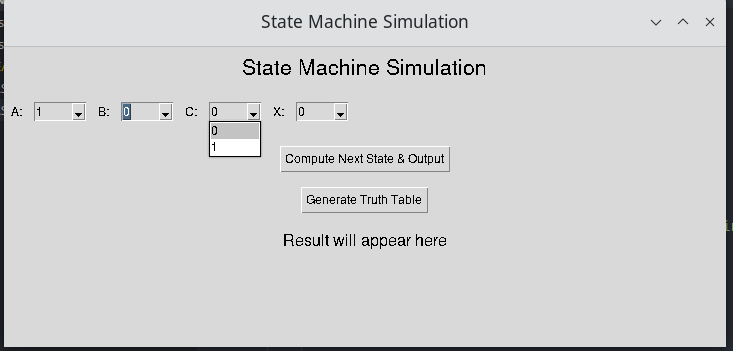 State Machine Simulation
State Machine Simulation
A: 1 B: 0 C: 0 X: 0
0
1
Compute Next State & Output
Generate Truth Table
Result will appear here